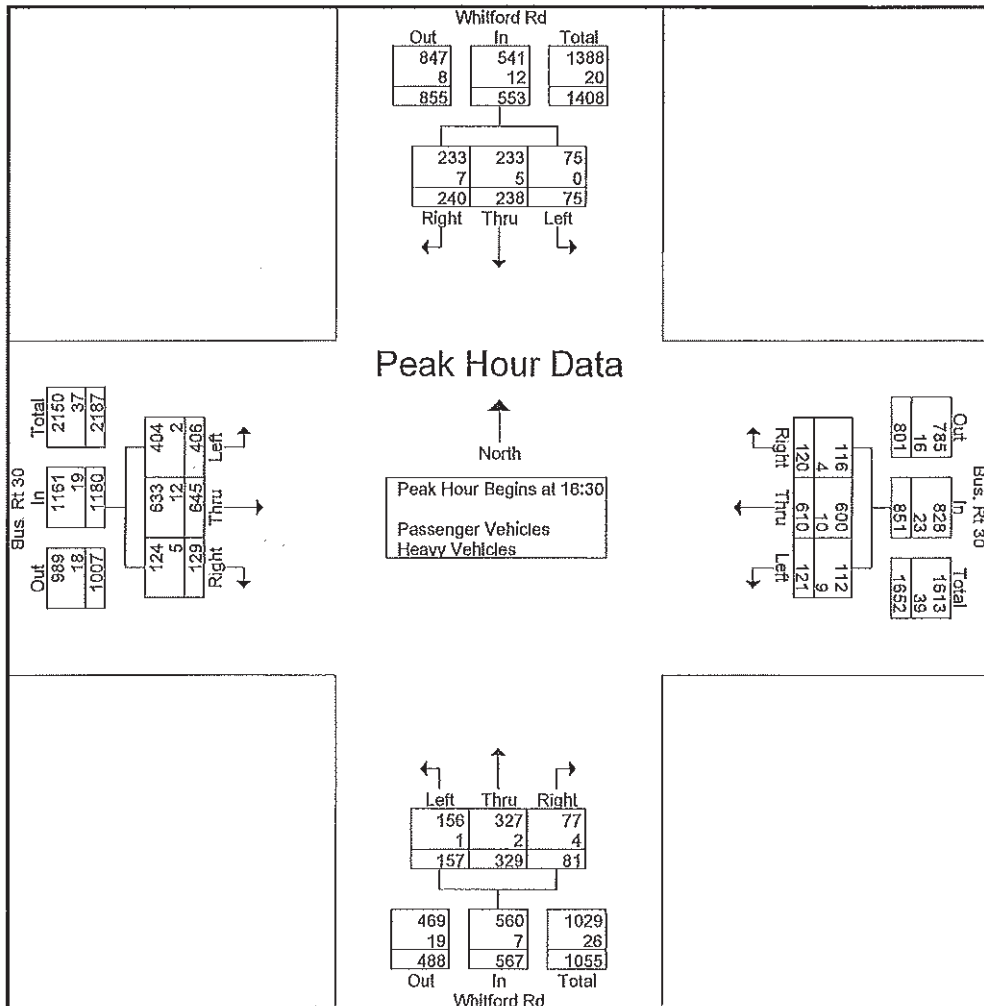 Whitford Rd
Out In Total
847 541 1388
8 12 20
855 553 1408
233 233 75
7 5 0
240 238 75
Right Thru Left
Peak Hour Data
North
Peak Hour Begins at 16:30
Passenger Vehicles
Heavy Vehicles
Bus. Rt 30
Out In Total
989 1161 2150
18 19 37
1007 1180 2187
Left Thru Right
404 633 124
2 12 5
406 645 129
Bus. Rt 30
Out In Total
785 828 1613
16 23 39
801 851 1652
116 600 112
4 10 9
120 610 121
Right Thru Left
Left Thru Right
156 327 77
1 2 4
157 329 81
469 560 1029
19 7 26
488 567 1055
Out In Total
Whitford Rd